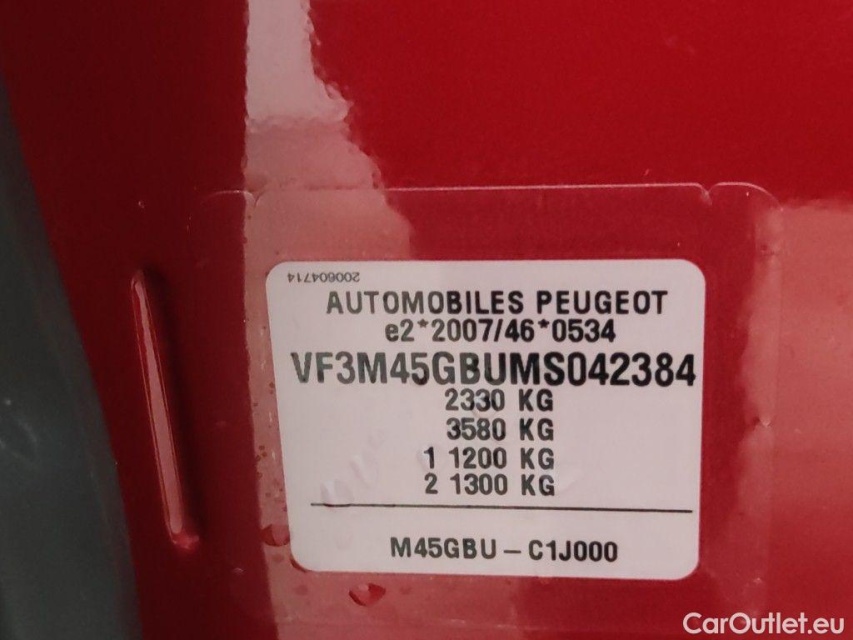 200604714
AUTOMOBILES PEUGEOT
e2*2007/46*0534
VF3M45GBUMS042384
2330 KG
3580 KG
1 1200 KG
2 1300 KG
M45GBU – C1J000
CarOutlet.eu